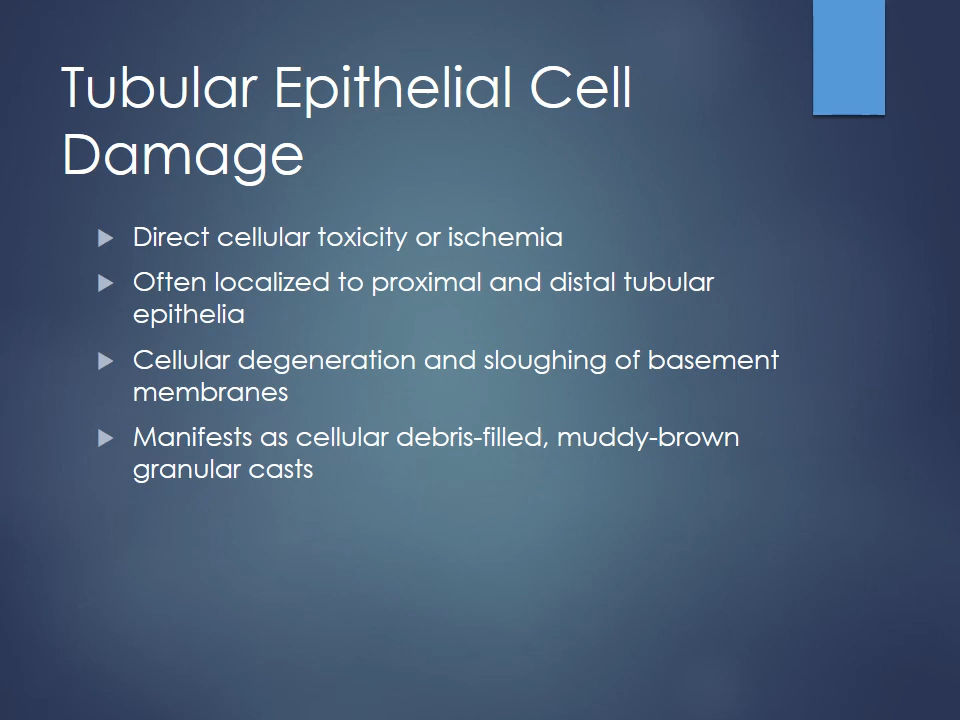 Tubular Epithelial Cell
Damage
Direct cellular toxicity or ischemia
Often localized to proximal and distal tubular
epithelia
Cellular degeneration and sloughing of basement
membranes
Manifests as cellular debris-filled, muddy-brown
granular casts